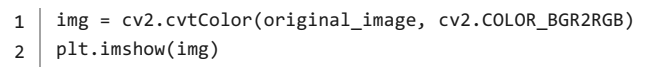 1 img = cv2.cvtColor(original_image, cv2.COLOR_BGR2RGB)
2 plt.imshow(img)